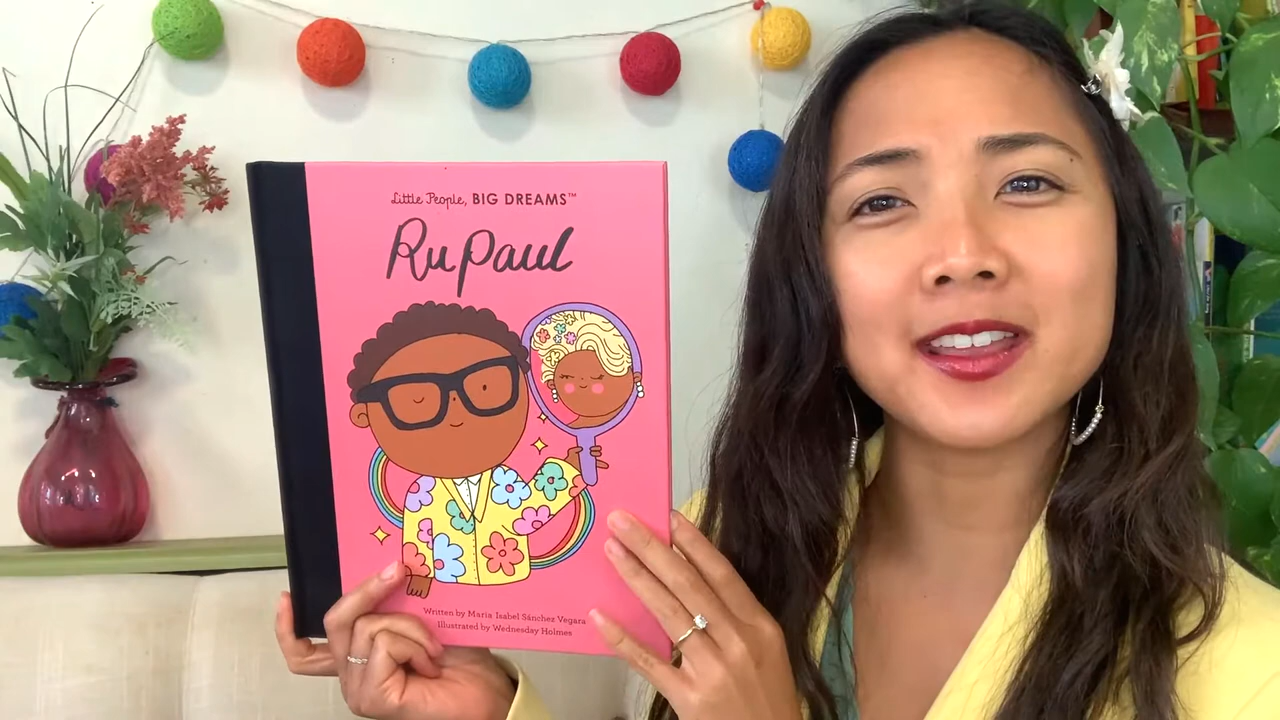 Little People, BIG DREAMS™
RuPaul
Written by Maria Isabel Sánchez Vegara
Illustrated by Wednesday Holmes